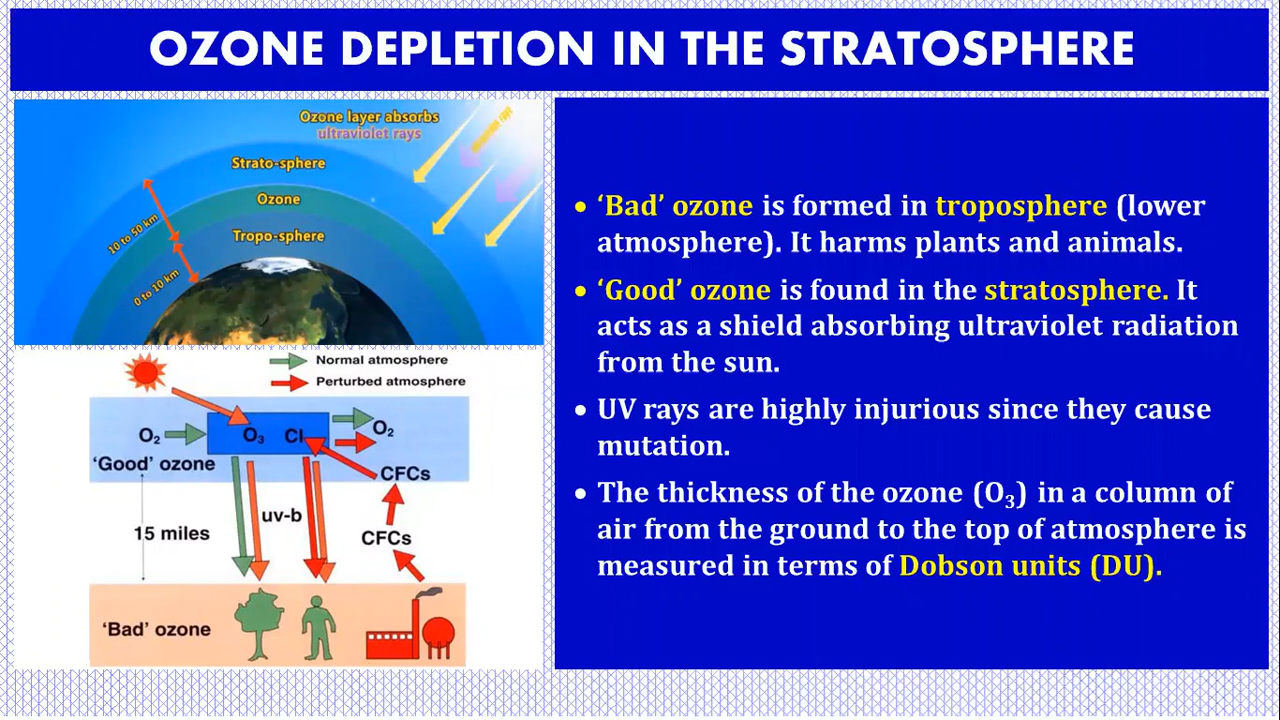 OZONE DEPLETION IN THE STRATOSPHERE
Ozone layer absorbs
ultraviolet rays
Strato-sphere
Ozone
Tropo-sphere
10 to 50 km
0 to 10 km
Normal atmosphere
Perturbed atmosphere
O₂
O₃
Cl
O₂
'Good' ozone
CFCs
15 miles
uv-b
CFCs
'Bad' ozone
• ‘Bad’ ozone is formed in troposphere (lower
atmosphere). It harms plants and animals.
• ‘Good’ ozone is found in the stratosphere. It
acts as a shield absorbing ultraviolet radiation
from the sun.
• UV rays are highly injurious since they cause
mutation.
• The thickness of the ozone (O₃) in a column of
air from the ground to the top of atmosphere is
measured in terms of Dobson units (DU).